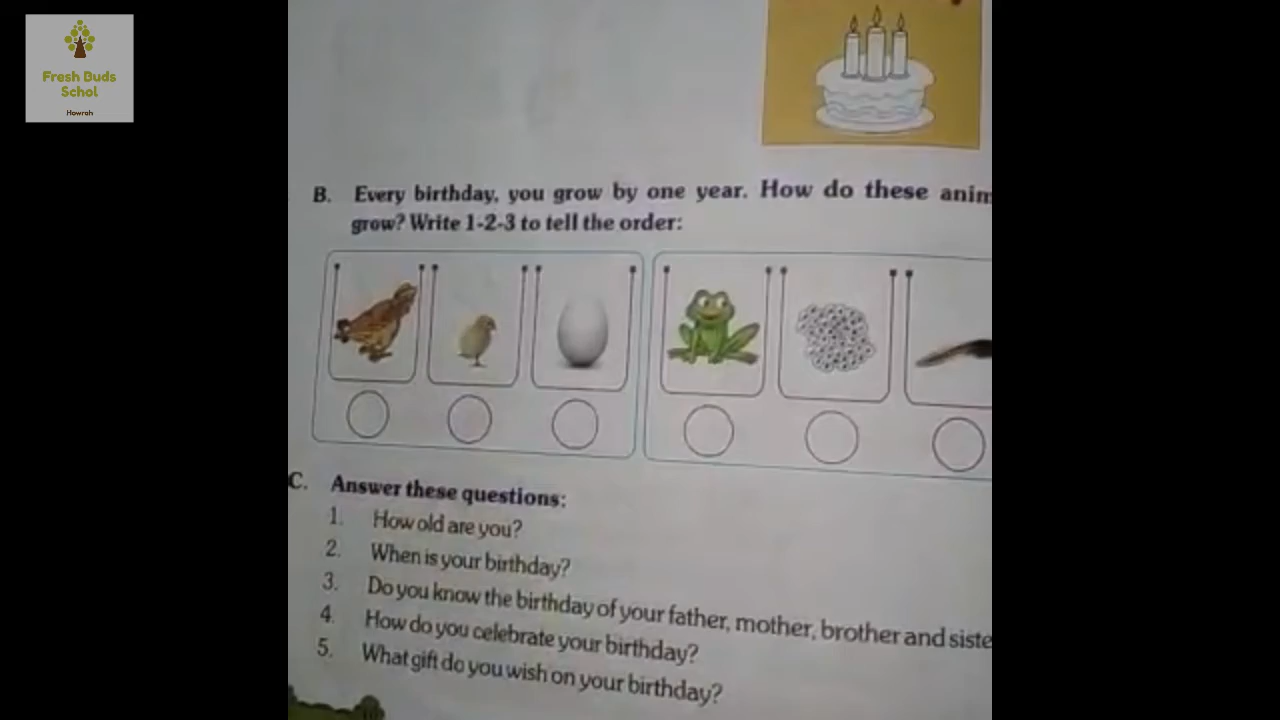 Fresh Buds
Schol
Howrah
B. Every birthday, you grow by one year. How do these anim
grow? Write 1-2-3 to tell the order:
C. Answer these questions:
1. How old are you?
2. When is your birthday?
3. Do you know the birthday of your father, mother, brother and siste
4. How do you celebrate your birthday?
5. What gift do you wish on your birthday?